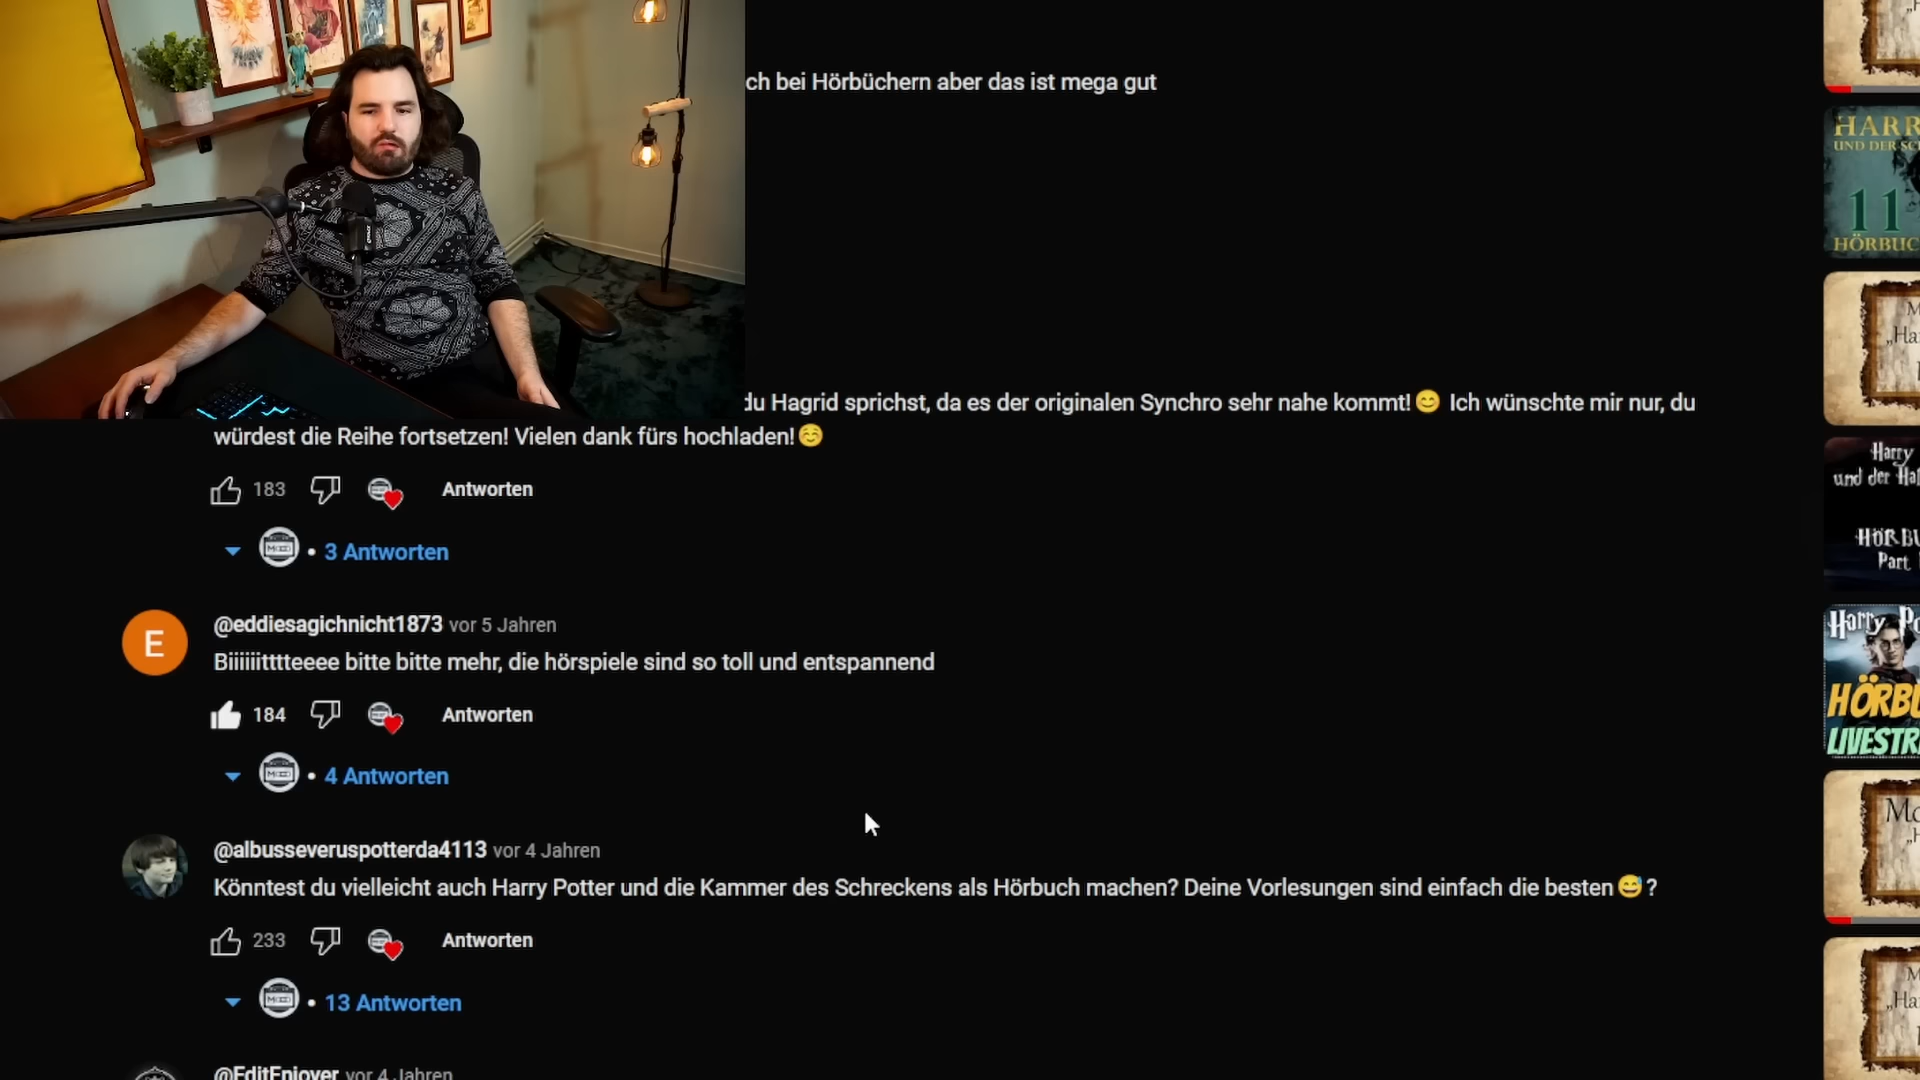 ch bei Hörbüchern aber das ist mega gut
du Hagrid sprichst, da es der originalen Synchro sehr nahe kommt!😊 Ich wünschte mir nur, du
würdest die Reihe fortsetzen! Vielen dank fürs hochladen!☺️
183
Antworten
• 3 Antworten
E
@eddiesagichnicht1873 vor 5 Jahren
Biiiiiittttteeee bitte bitte mehr, die hörspiele sind so toll und entspannend
184
Antworten
• 4 Antworten
@albusseveruspotterda4113 vor 4 Jahren
Könntest du vielleicht auch Harry Potter und die Kammer des Schreckens als Hörbuch machen? Deine Vorlesungen sind einfach die besten😅?
233
Antworten
• 13 Antworten
@EditEnjoyer vor 4 Jahren
HARR
UND DER SC
11
HÖRBUC
„Ha
Harry
und der Hal
HÖRBU
Part
Harry Po
HÖRBU
LIVESTR
Mo
„Ha